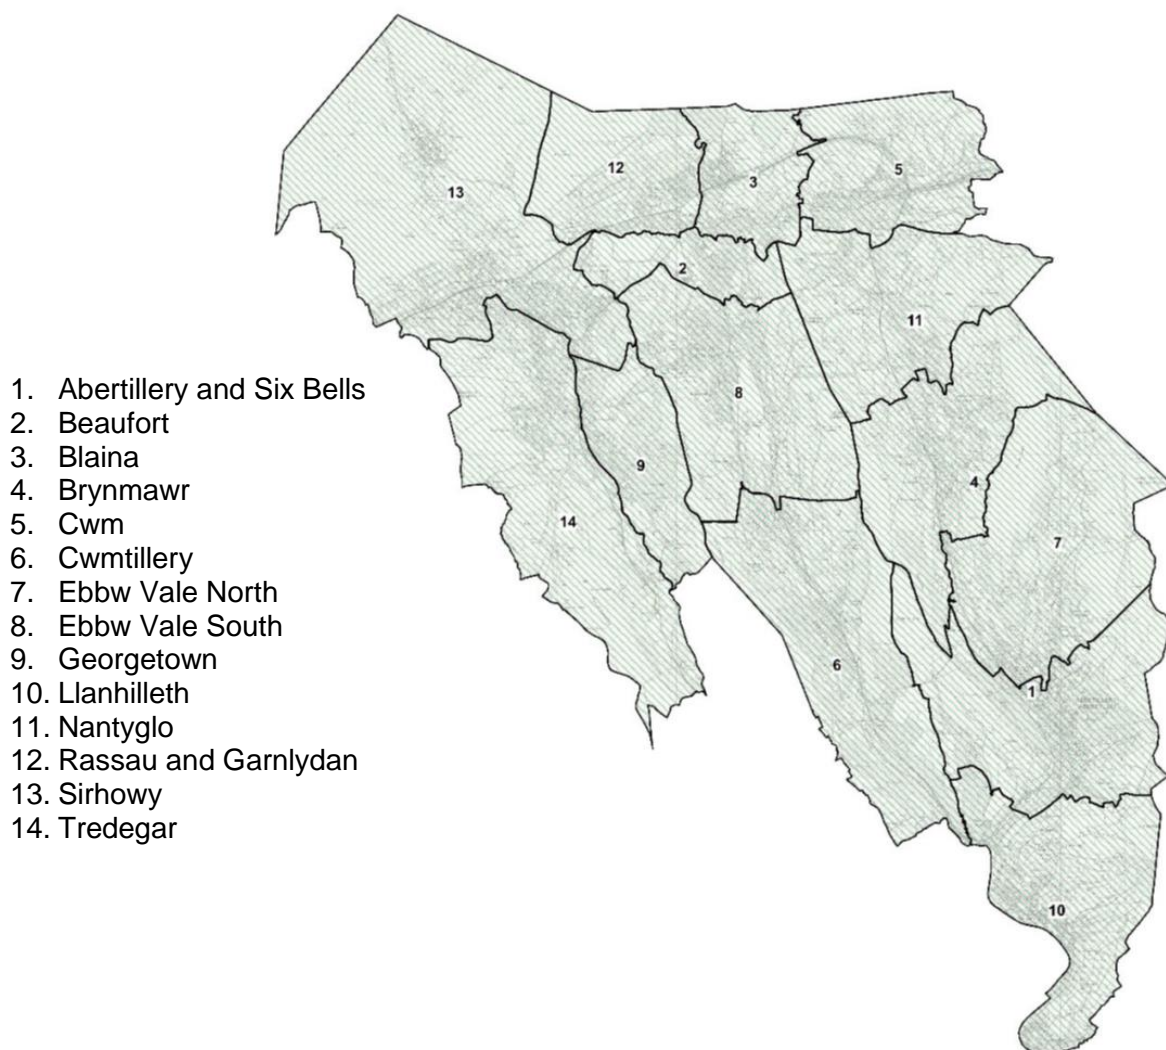 1. Abertillery and Six Bells
2. Beaufort
3. Blaina
4. Brynmawr
5. Cwm
6. Cwmtillery
7. Ebbw Vale North
8. Ebbw Vale South
9. Georgetown
10. Llanhilleth
11. Nantyglo
12. Rassau and Garnlydan
13. Sirhowy
14. Tredegar
12
5
3
13
2
11
8
9
4
14
7
6
1
10